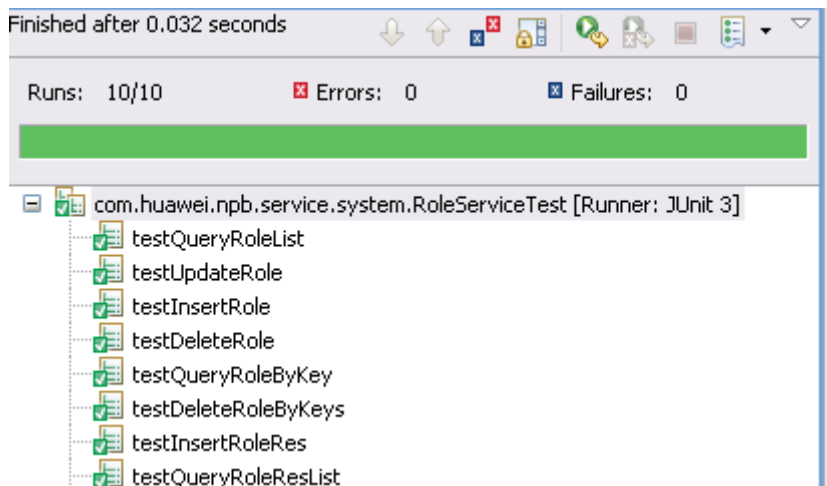 Finished after 0.032 seconds
Runs: 10/10 Errors: 0 Failures: 0
com.huawei.npb.service.system.RoleServiceTest [Runner: JUnit 3]
testQueryRoleList
testUpdateRole
testInsertRole
testDeleteRole
testQueryRoleByKey
testDeleteRoleByKeys
testInsertRoleRes
testQueryRoleResList